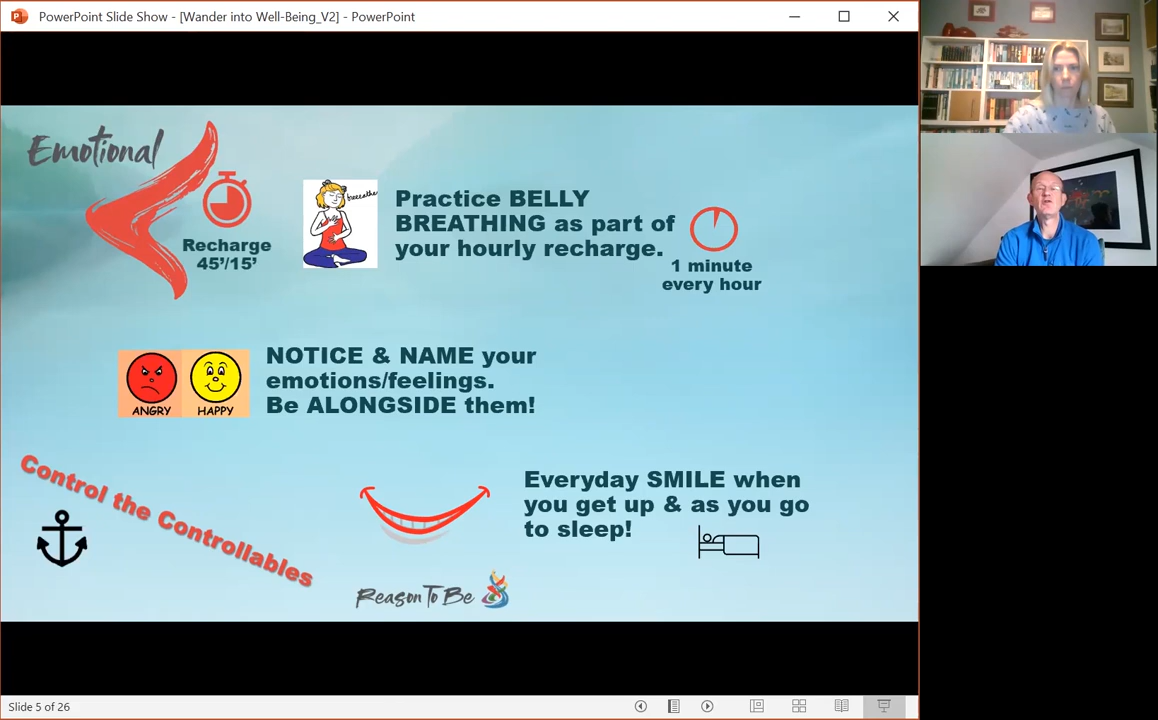 PowerPoint Slide Show - [Wander into Well-Being_V2] - PowerPoint
Emotional
Recharge
45’/15’
breathe
Practice BELLY
BREATHING as part of
your hourly recharge.
1 minute
every hour
ANGRY
HAPPY
NOTICE & NAME your
emotions/feelings.
Be ALONGSIDE them!
Control the Controllables
Everyday SMILE when
you get up & as you go
to sleep!
Reason To Be
Slide 5 of 26